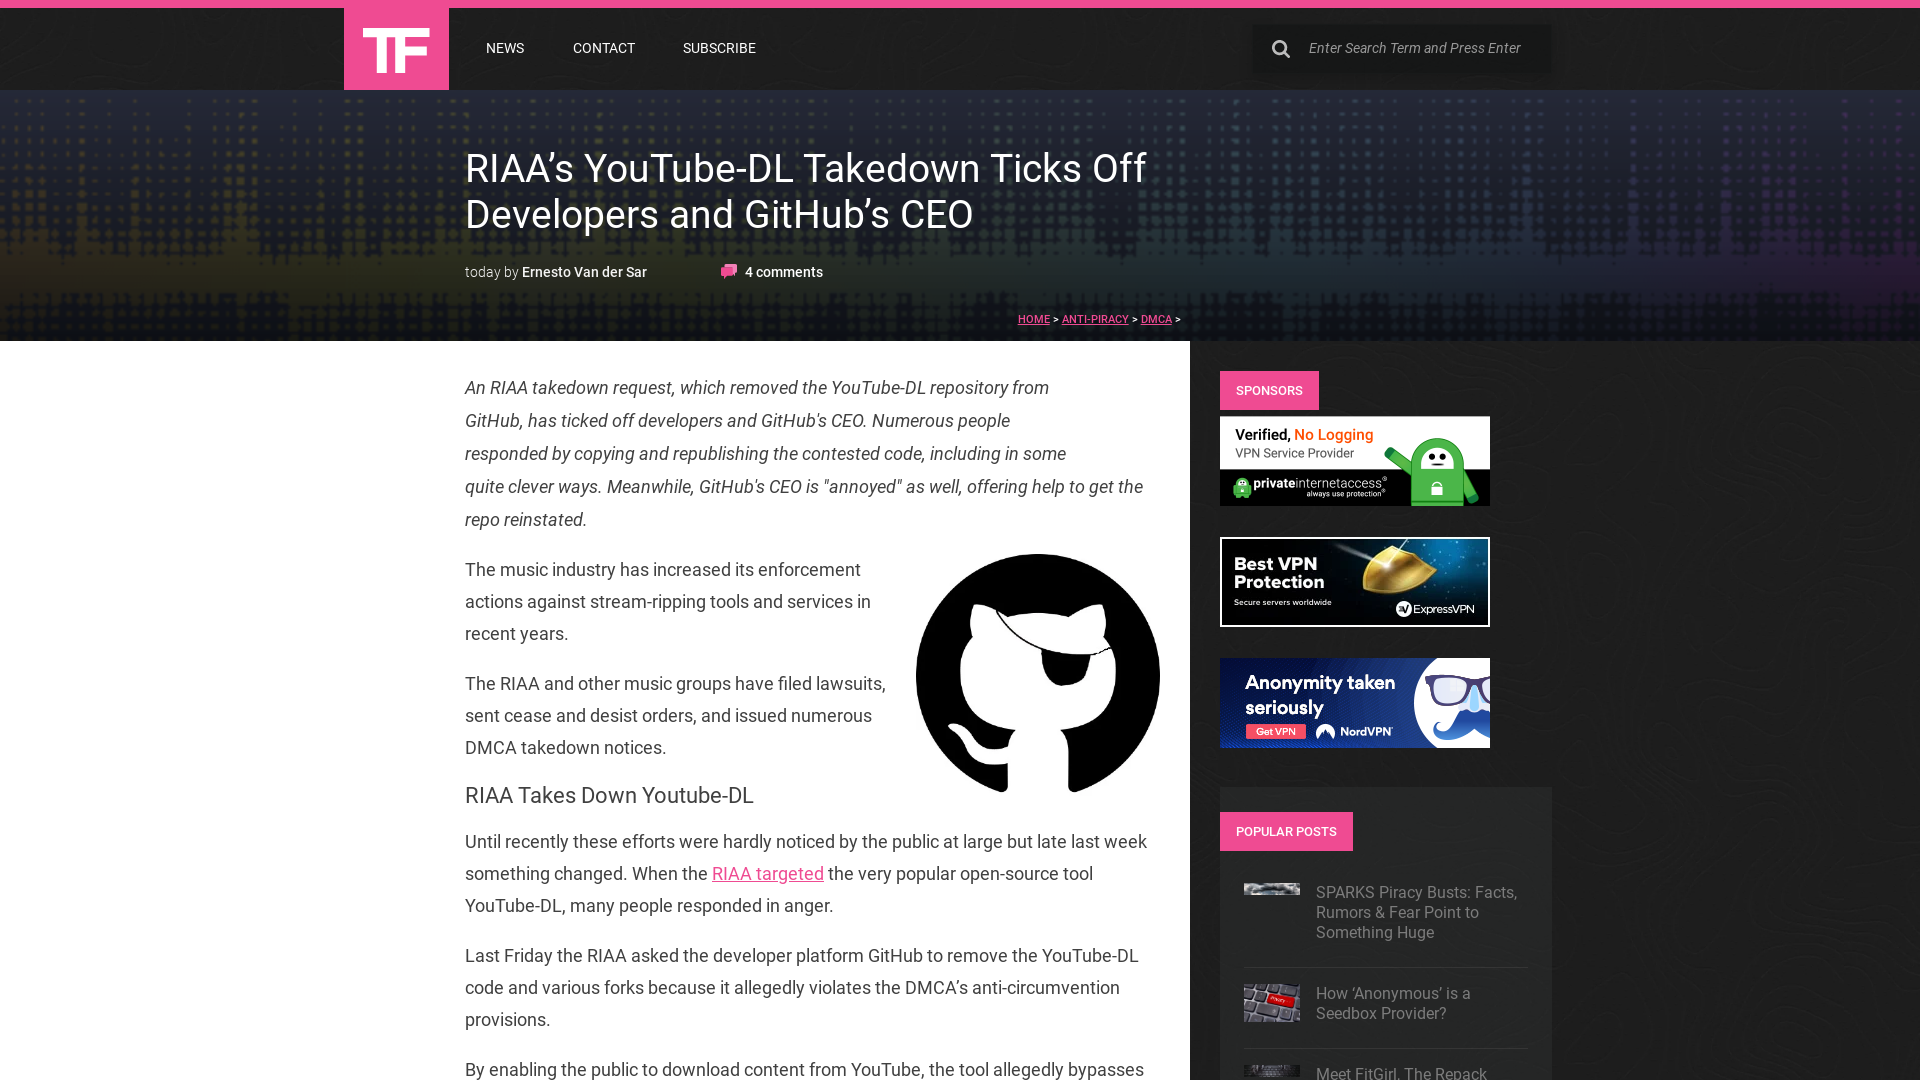 TF
NEWS
CONTACT
SUBSCRIBE
Enter Search Term and Press Enter
RIAA’s YouTube-DL Takedown Ticks Off
Developers and GitHub’s CEO
today by Ernesto Van der Sar
4 comments
HOME > ANTI-PIRACY > DMCA >
An RIAA takedown request, which removed the YouTube-DL repository from
GitHub, has ticked off developers and GitHub's CEO. Numerous people
responded by copying and republishing the contested code, including in some
quite clever ways. Meanwhile, GitHub's CEO is "annoyed" as well, offering help to get the
repo reinstated.
The music industry has increased its enforcement
actions against stream-ripping tools and services in
recent years.
The RIAA and other music groups have filed lawsuits,
sent cease and desist orders, and issued numerous
DMCA takedown notices.
RIAA Takes Down Youtube-DL
Until recently these efforts were hardly noticed by the public at large but late last week
something changed. When the RIAA targeted the very popular open-source tool
YouTube-DL, many people responded in anger.
Last Friday the RIAA asked the developer platform GitHub to remove the YouTube-DL
code and various forks because it allegedly violates the DMCA’s anti-circumvention
provisions.
By enabling the public to download content from YouTube, the tool allegedly bypasses
SPONSORS
Verified, No Logging
VPN Service Provider
privateinternetaccess®
always use protection®
Best VPN
Protection
Secure servers worldwide
ExpressVPN
Anonymity taken
seriously
Get VPN
NordVPN®
POPULAR POSTS
SPARKS Piracy Busts: Facts,
Rumors & Fear Point to
Something Huge
How ‘Anonymous’ is a
Seedbox Provider?
Meet FitGirl, The Repack